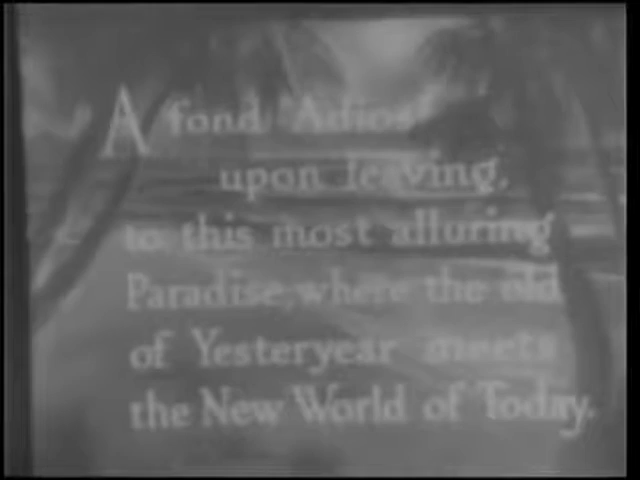 A fond "Adios"
upon leaving,
to this most alluring
Paradise, where the old
of Yesteryear meets
the New World of Today.